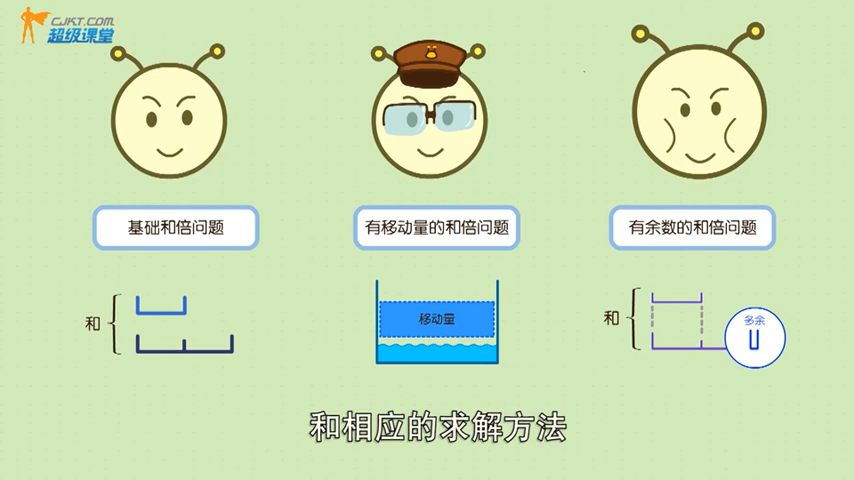 CJKT.COM
超级课堂
基础和倍问题
有移动量的和倍问题
有余数的和倍问题
和
移动量
和
多余
和相应的求解方法